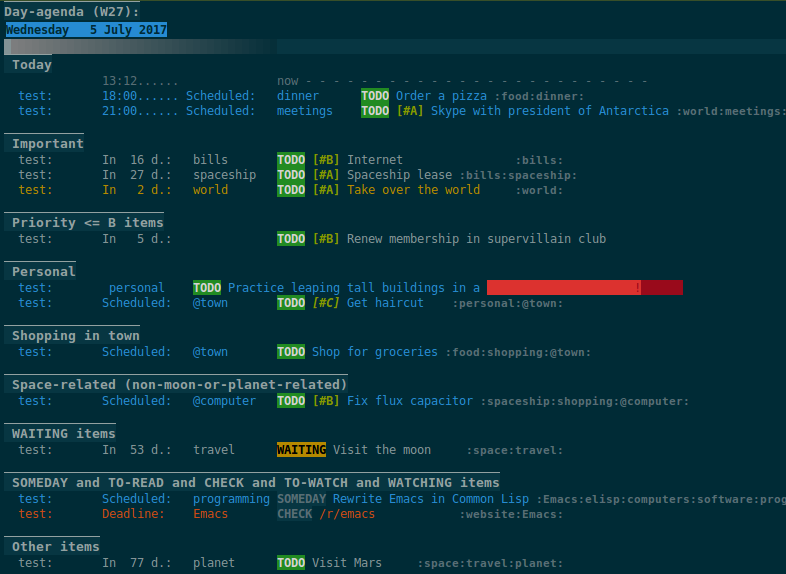 Day-agenda (W27):
Wednesday   5 July 2017
Today
13:12...... now - - - - - - - - - - - - - - - - - - - - - - - - -
test: 18:00...... Scheduled: dinner TODO Order a pizza :food:dinner:
test: 21:00...... Scheduled: meetings TODO [#A] Skype with president of Antarctica :world:meetings:
Important
test: In 16 d.: bills TODO [#B] Internet :bills:
test: In 27 d.: spaceship TODO [#A] Spaceship lease :bills:spaceship:
test: In 2 d.: world TODO [#A] Take over the world :world:
Priority <= B items
test: In 5 d.: TODO [#B] Renew membership in supervillain club
Personal
test: personal TODO Practice leaping tall buildings in a !
test: Scheduled: @town TODO [#C] Get haircut :personal:@town:
Shopping in town
test: Scheduled: @town TODO Shop for groceries :food:shopping:@town:
Space-related (non-moon-or-planet-related)
test: Scheduled: @computer TODO [#B] Fix flux capacitor :spaceship:shopping:@computer:
WAITING items
test: In 53 d.: travel WAITING Visit the moon :space:travel:
SOMEDAY and TO-READ and CHECK and TO-WATCH and WATCHING items
test: Scheduled: programming SOMEDAY Rewrite Emacs in Common Lisp :Emacs:elisp:computers:software:prog
test: Deadline: Emacs CHECK /r/emacs :website:Emacs:
Other items
test: In 77 d.: planet TODO Visit Mars :space:travel:planet: